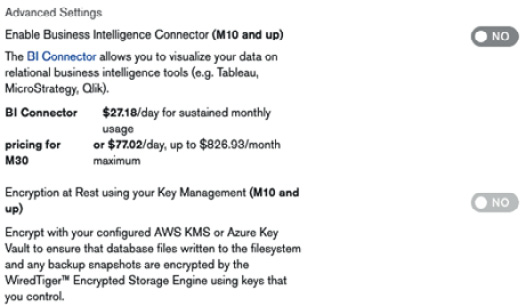 Advanced Settings
Enable Business Intelligence Connector (M10 and up)
NO
The BI Connector allows you to visualize your data on
relational business intelligence tools (e.g. Tableau,
MicroStrategy, Qlik).
BI Connector $27.18/day for sustained monthly
usage
pricing for or $77.02/day, up to $826.93/month
M30 maximum
Encryption at Rest using your Key Management (M10 and
up)
NO
Encrypt with your configured AWS KMS or Azure Key
Vault to ensure that database files written to the filesystem
and any backup snapshots are encrypted by the
WiredTiger™ Encrypted Storage Engine using keys that
you control.